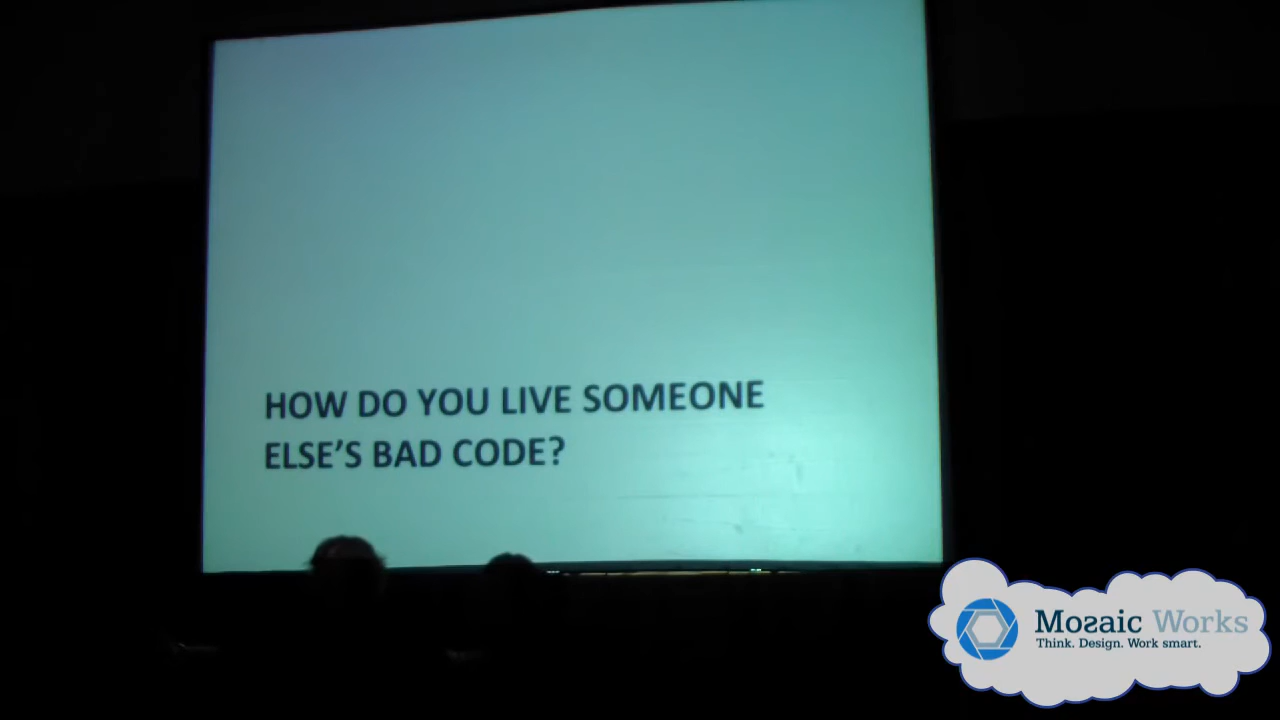 HOW DO YOU LIVE SOMEONE
ELSE'S BAD CODE?
Mosaic Works
Think. Design. Work smart.